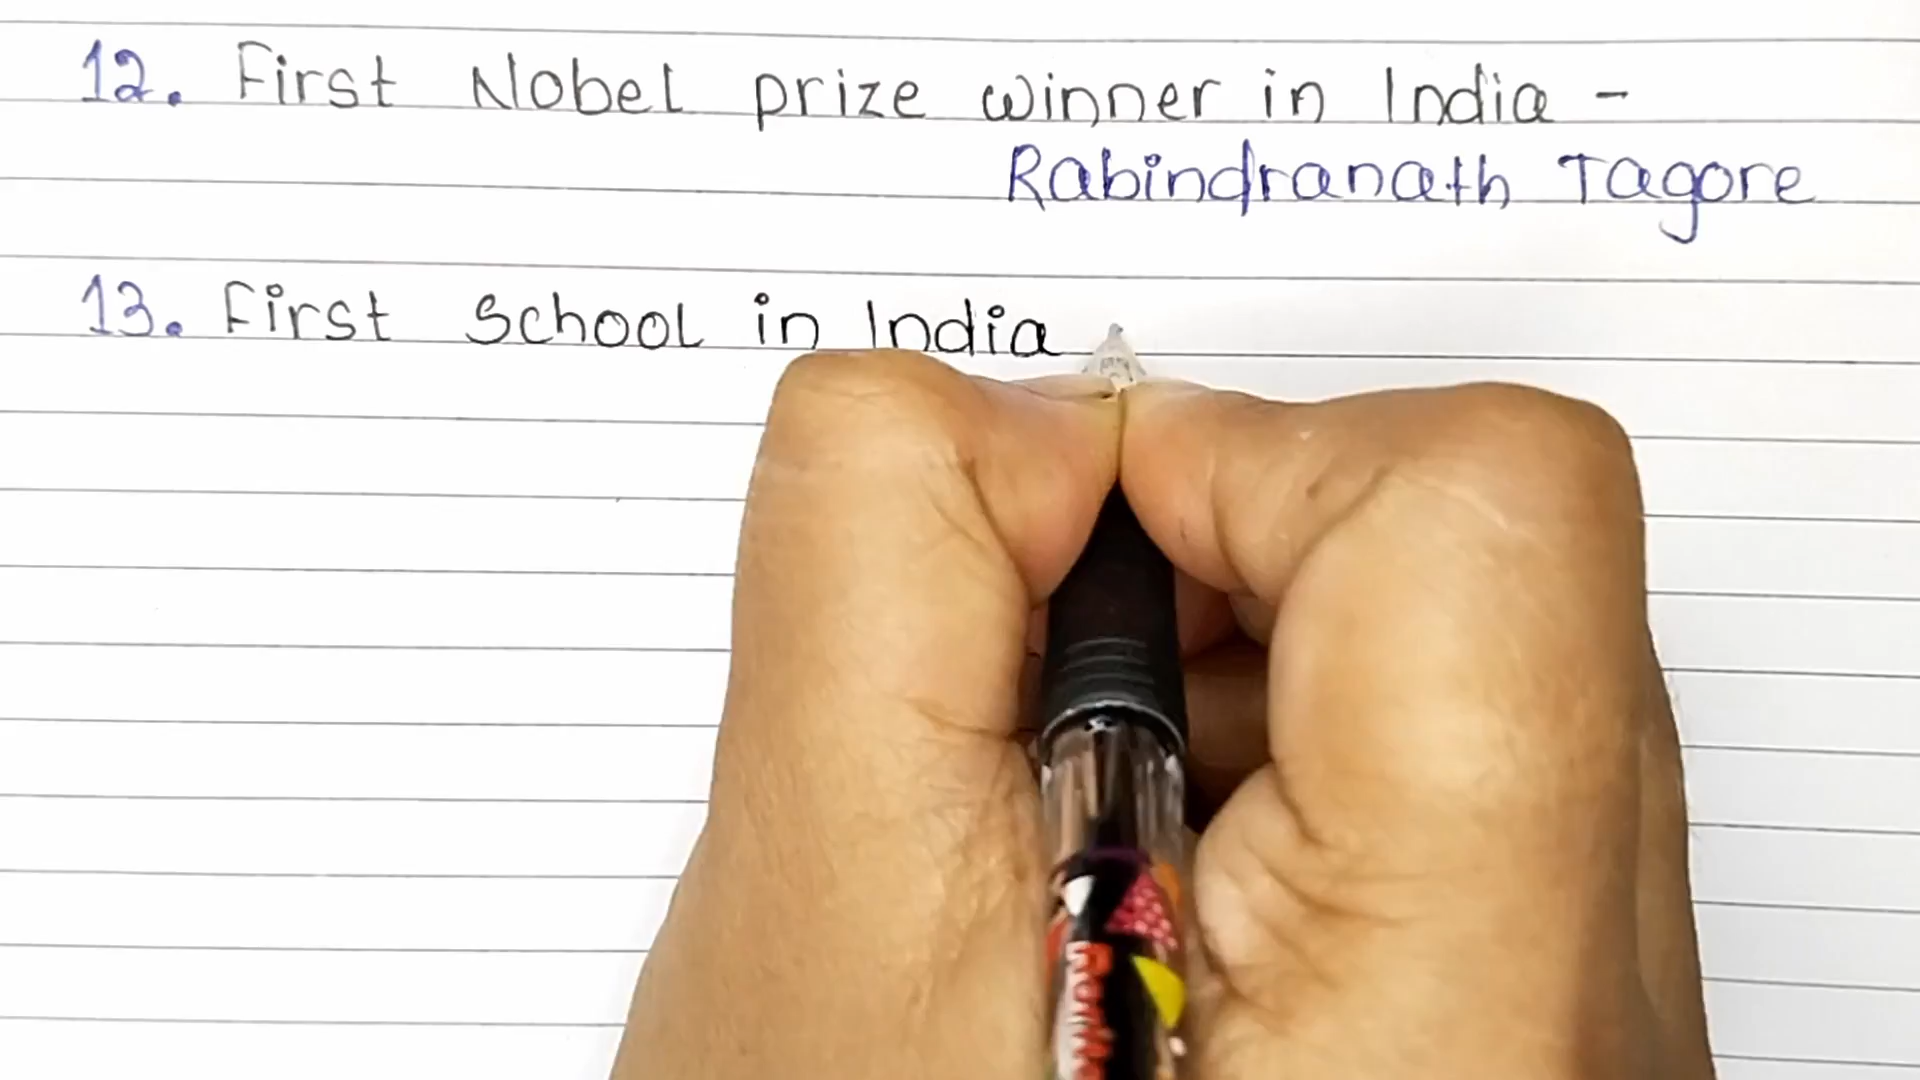 12. First Nobel prize winner in India -
Rabindranath Tagore
13. First School in India